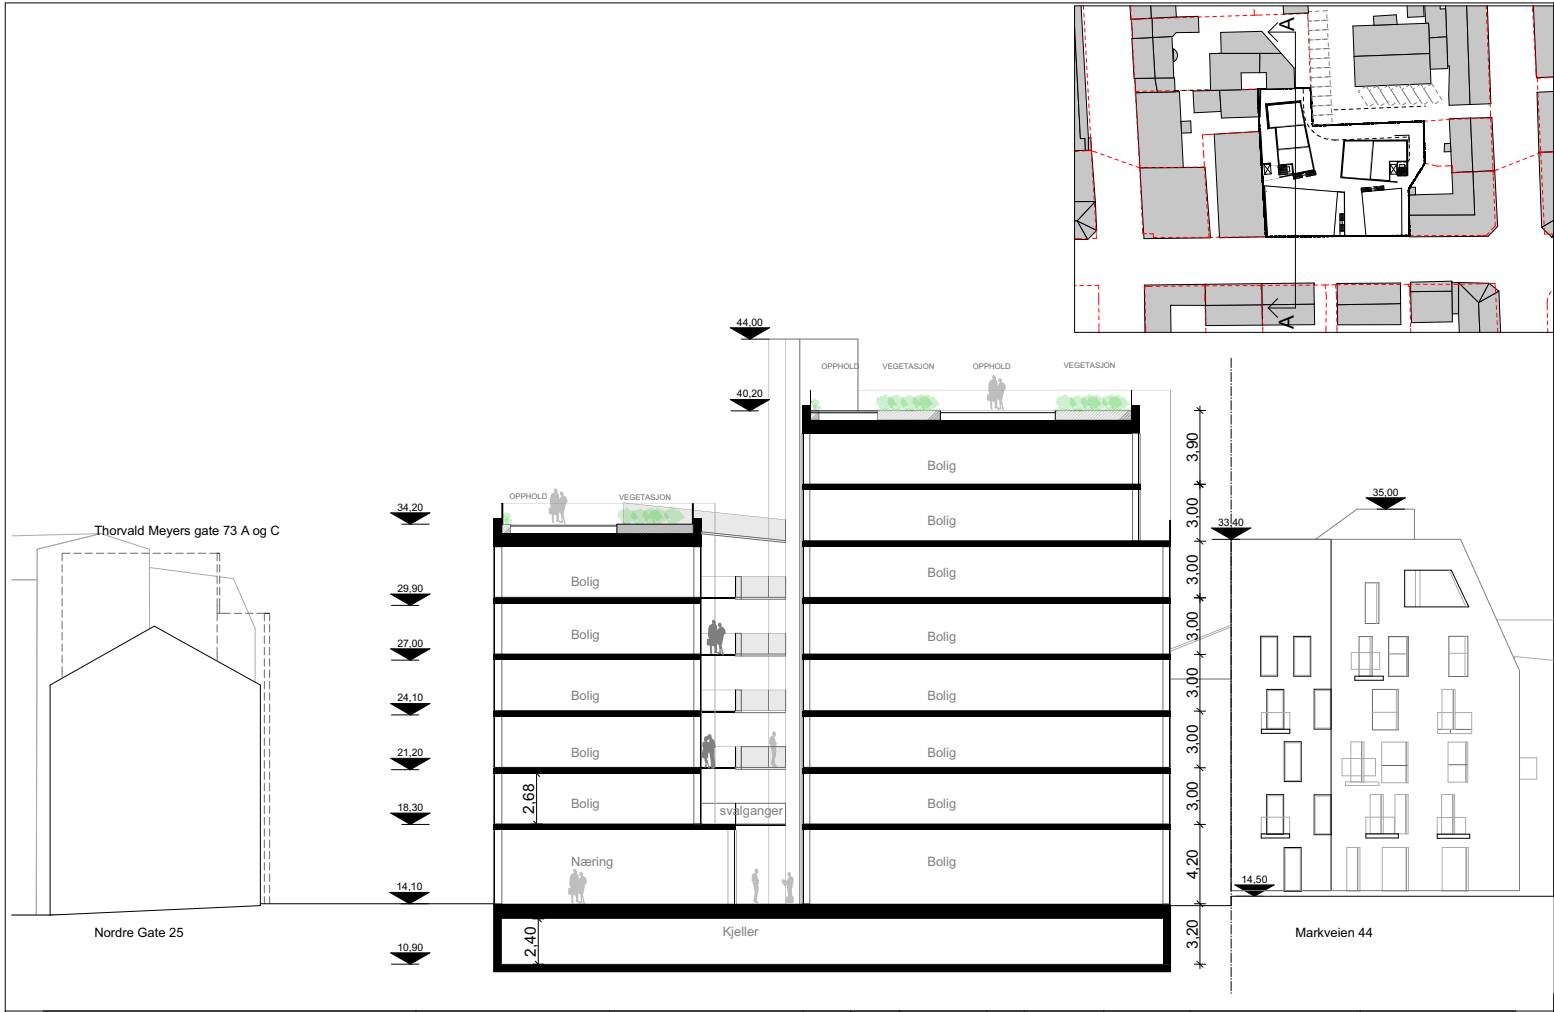 A
A
44,00
OPPHOLD
VEGETASJON
OPPHOLD
VEGETASJON
40,20
3,90
Bolig
OPPHOLD
VEGETASJON
35,00
34,20
3,00
Bolig
33,40
Thorvald Meyers gate 73 A og C
Bolig
Bolig
3,00
29,90
Bolig
Bolig
3,00
27,00
24,10
Bolig
Bolig
3,00
21,20
Bolig
Bolig
3,00
18,30
2,68
Bolig
svalganger
Bolig
3,00
Næring
Bolig
4,20
14,10
14,50
Nordre Gate 25
10,90
2,40
Kjeller
3,20
Markveien 44